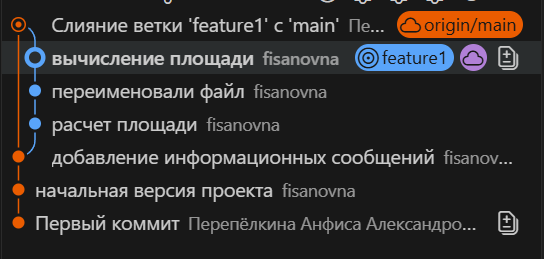 Слияние ветки 'feature1' с 'main' Пе... origin/main
вычисление площади fisanovna feature1
переименовали файл fisanovna
расчет площади fisanovna
добавление информационных сообщений fisanov...
начальная версия проекта fisanovna
Первый коммит Перепёлкина Анфиса Александро...